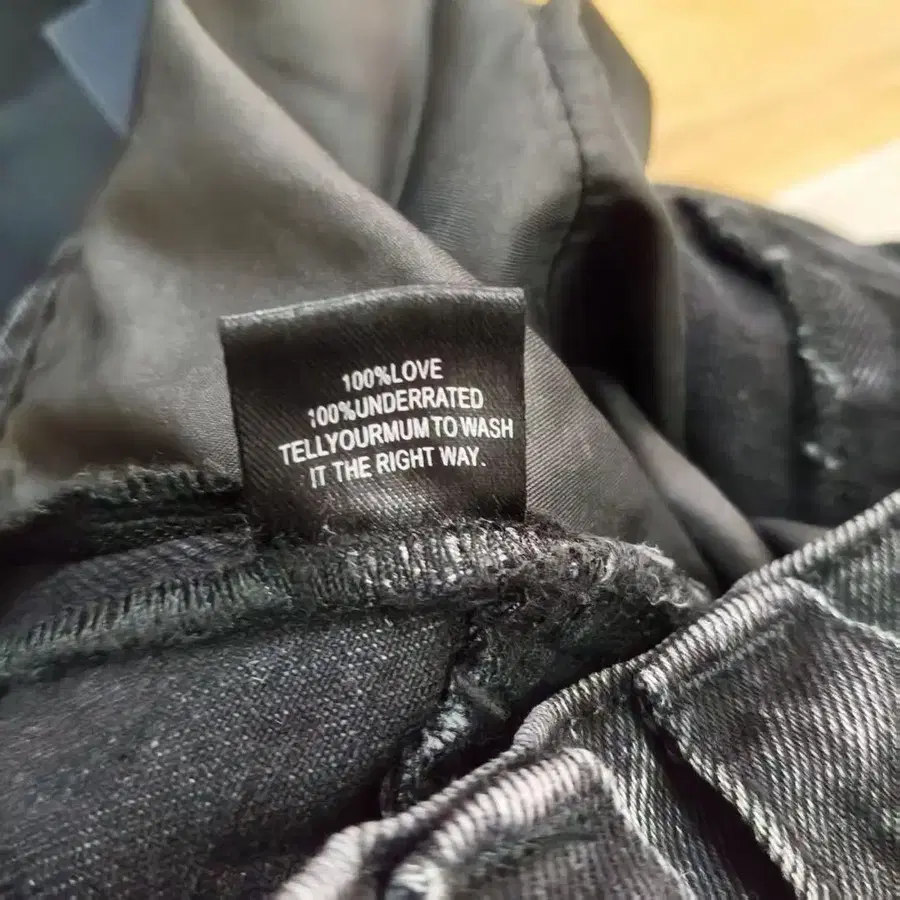 100%LOVE
100%UNDERRATED
TELLYOURMUM TO WASH
IT THE RIGHT WAY.